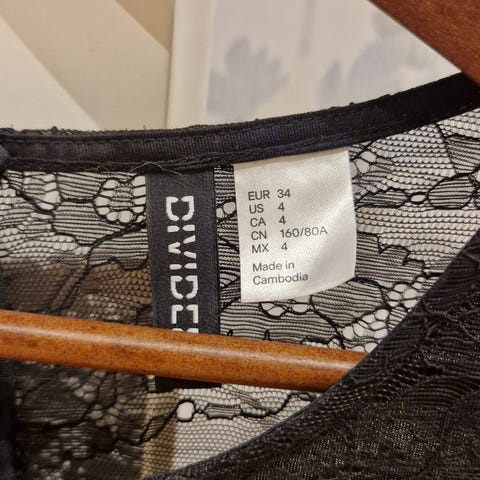 DIVIDE
EUR 34
US 4
CA 4
CN 160/80A
MX 4
Made in
Cambodia